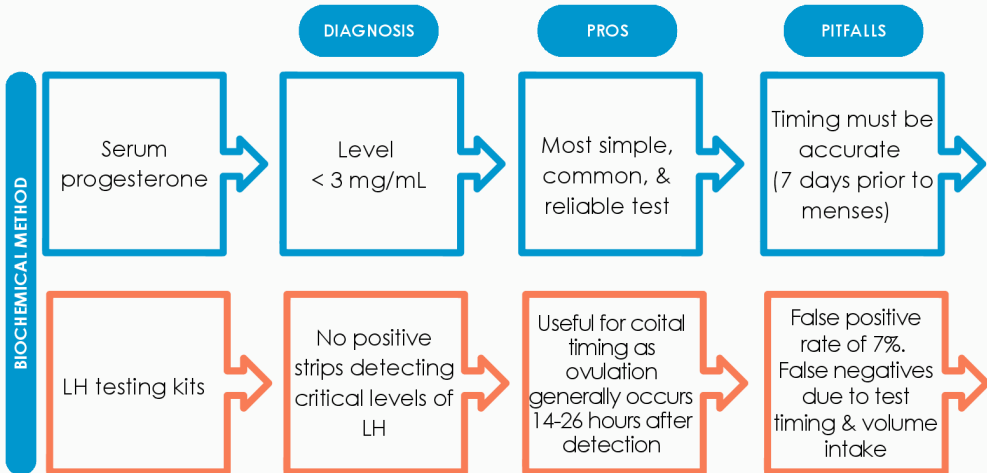 DIAGNOSIS
PROS
PITFALLS
BIOCHEMICAL METHOD
Serum
progesterone
Level
< 3 mg/mL
Most simple,
common, &
reliable test
Timing must be
accurate
(7 days prior to
menses)
LH testing kits
No positive
strips detecting
critical levels of
LH
Useful for coital
timing as
ovulation
generally occurs
14-26 hours after
detection
False positive
rate of 7%.
False negatives
due to test
timing & volume
intake